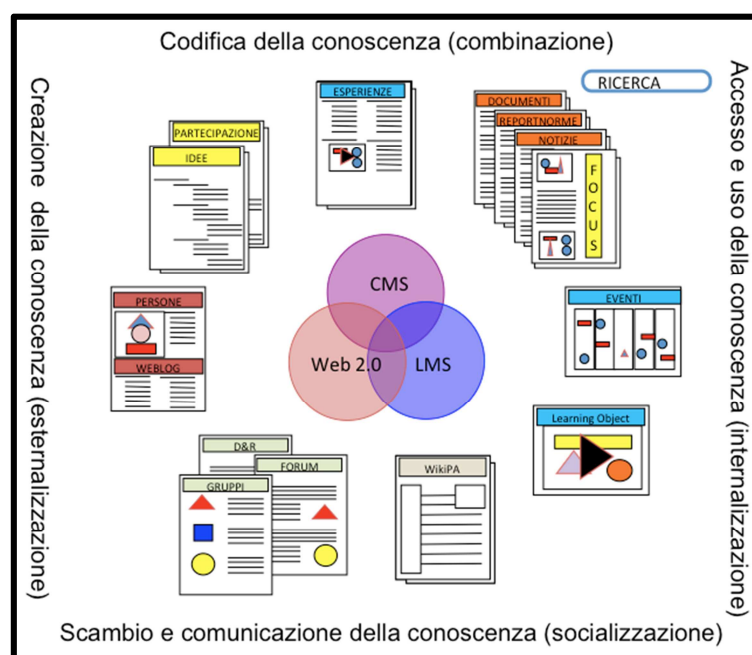 Codifica della conoscenza (combinazione)
RICERCA
ESPERIENZE
DOCUMENTI
REPORTNORME
NOTIZIE
FOCUS
PARTECIPAZIONE
IDEE
Creazione della conoscenza (esternalizzazione)
Accesso e uso della conoscenza (internalizzazione)
CMS
Web 2.0
LMS
PERSONE
WEBLOG
EVENTI
Learning Object
D&R
FORUM
GRUPPI
WikiPA
Scambio e comunicazione della conoscenza (socializzazione)